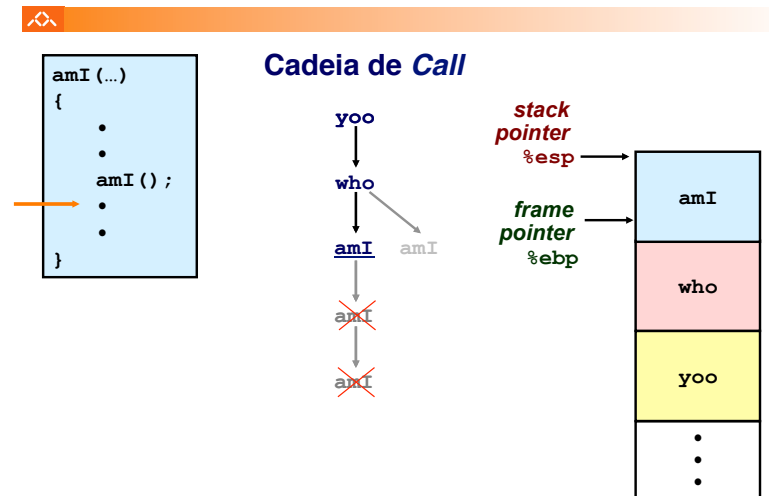 Cadeia de Call
amI(…)
{
•
•
amI();
•
•
}
yoo
who
amI amI
amI
amI
stack
pointer
%esp
frame
pointer
%ebp
amI
who
yoo
•
•
•